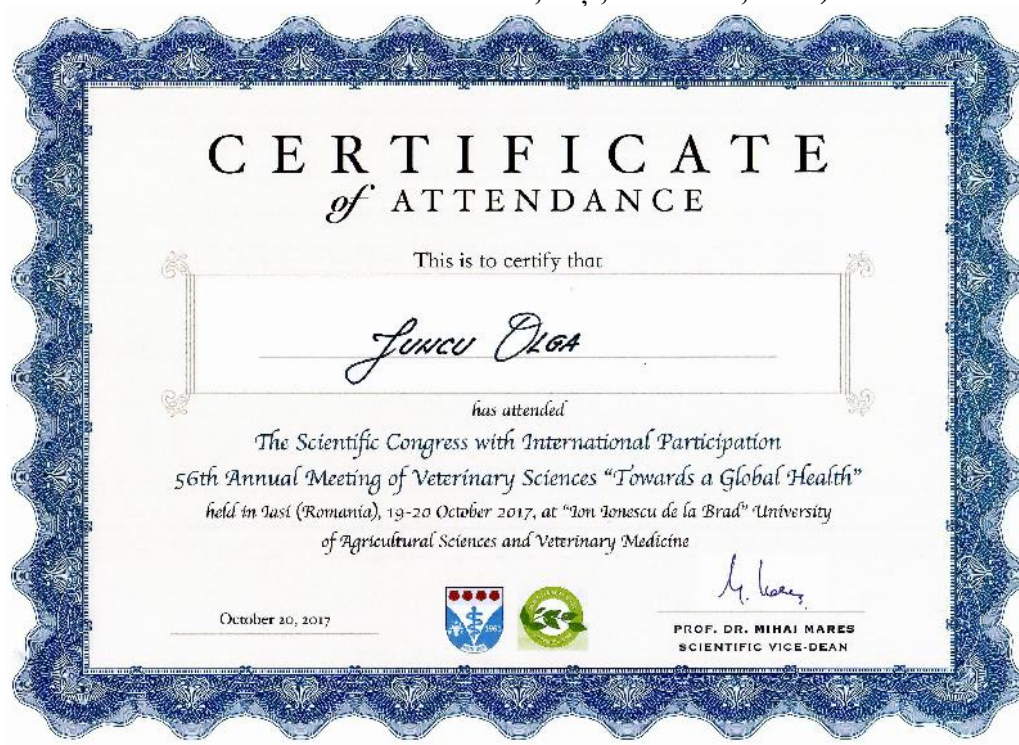 CERTIFICATE
of ATTENDANCE
This is to certify that
Juncu Olga
has attended
The Scientific Congress with International Participation
56th Annual Meeting of Veterinary Sciences “Towards a Global Health”
held in Iasi (Romania), 19-20 October 2017, at “Ion Ionescu de la Brad” University
of Agricultural Sciences and Veterinary Medicine
October 20, 2017
1961
PROF. DR. MIHAI MARES
SCIENTIFIC VICE-DEAN